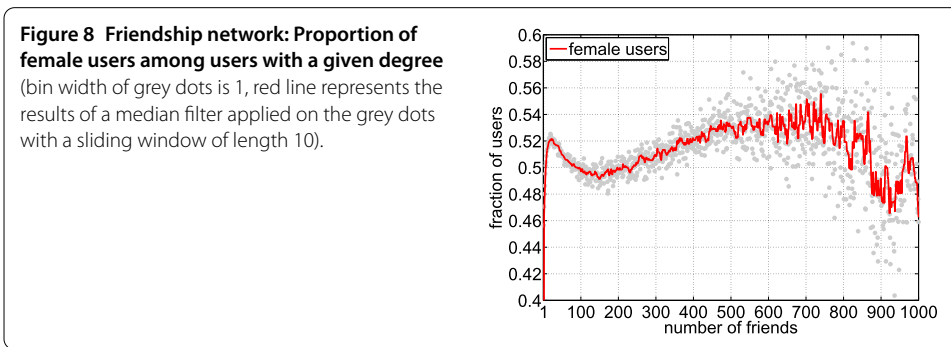 Figure 8 Friendship network: Proportion of
female users among users with a given degree
(bin width of grey dots is 1, red line represents the
results of a median filter applied on the grey dots
with a sliding window of length 10).
0.6
0.58
0.56
0.54
0.52
0.5
0.48
0.46
0.44
0.42
0.4
fraction of users
female users
1 100 200 300 400 500 600 700 800 900 1000
number of friends